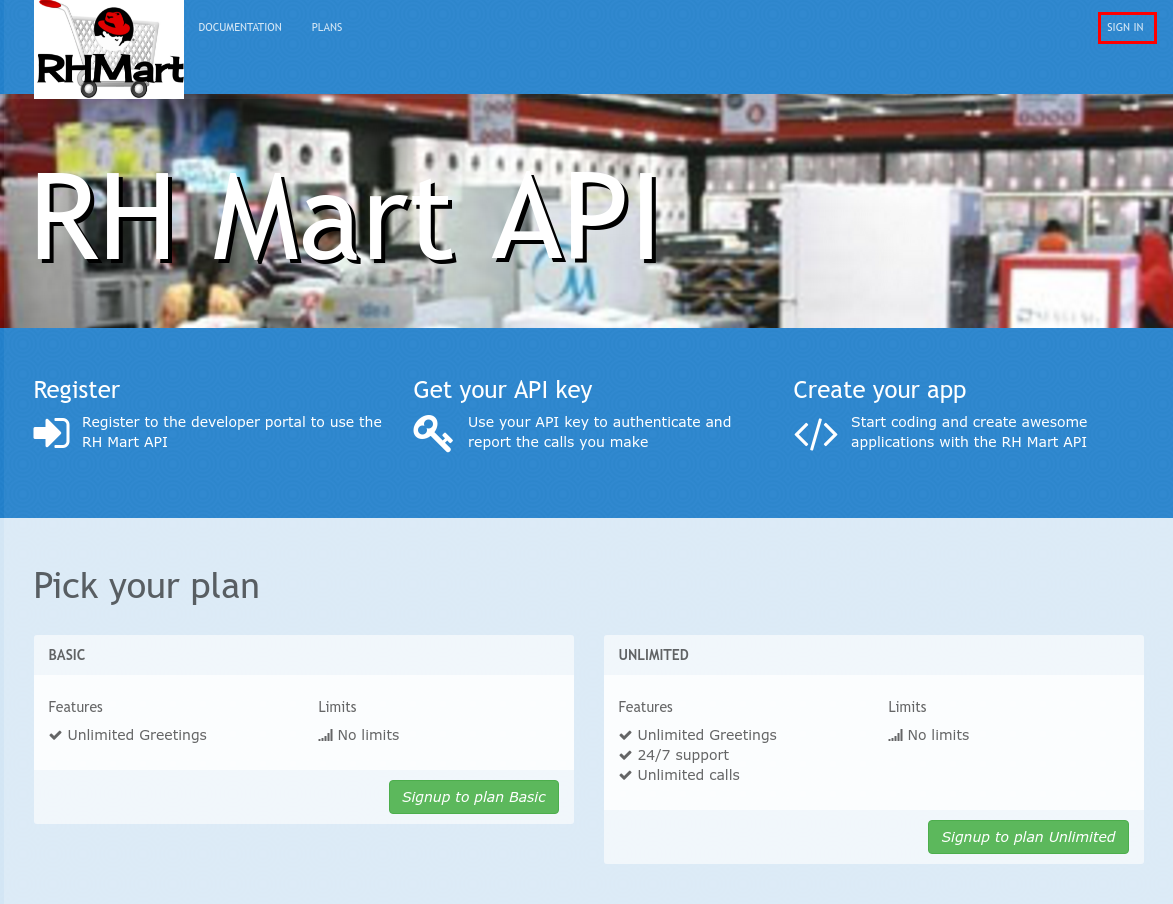 RHMart
DOCUMENTATION
PLANS
SIGN IN
RH Mart API
idea
Register
Register to the developer portal to use the
RH Mart API
Get your API key
Use your API key to authenticate and
report the calls you make
Create your app
Start coding and create awesome
applications with the RH Mart API
Pick your plan
BASIC
Features
Unlimited Greetings
Limits
No limits
Signup to plan Basic
UNLIMITED
Features
Unlimited Greetings
24/7 support
Unlimited calls
Limits
No limits
Signup to plan Unlimited